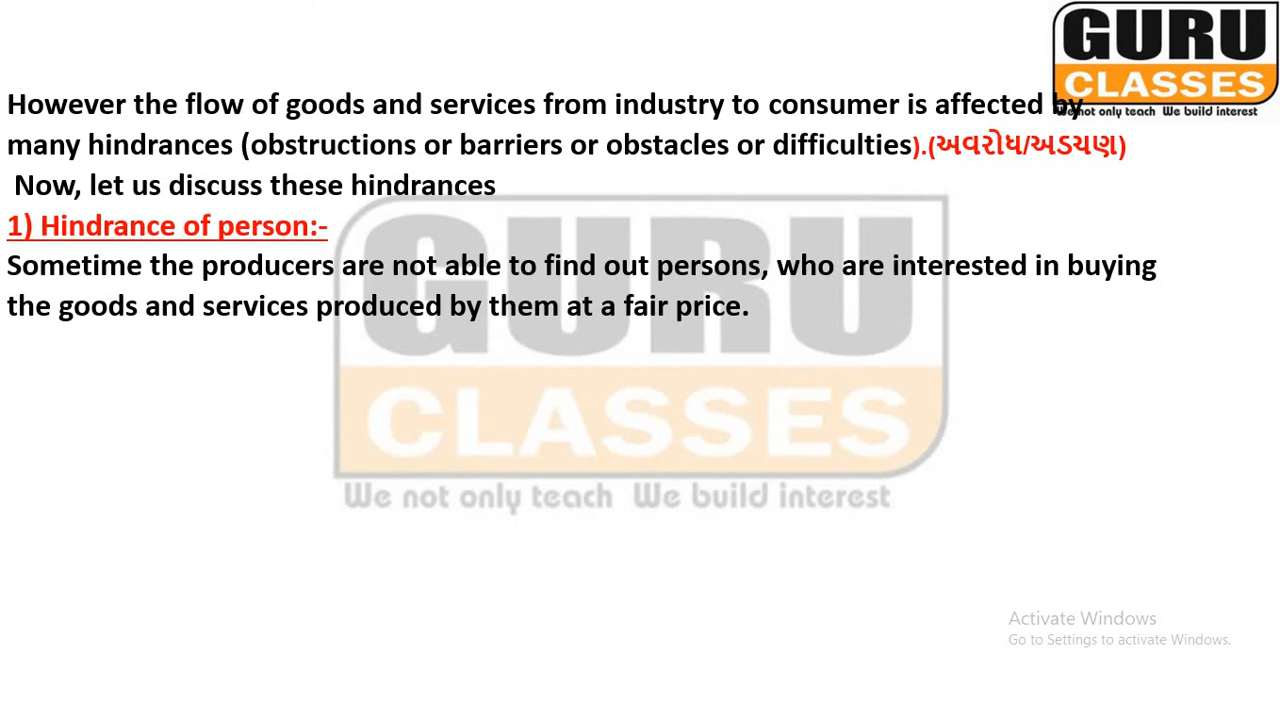 GURU
CLASSES
We not only teach We build interest
However the flow of goods and services from industry to consumer is affected by
many hindrances (obstructions or barriers or obstacles or difficulties).(અવરોધ/અડચણ)
Now, let us discuss these hindrances
1) Hindrance of person:-
Sometime the producers are not able to find out persons, who are interested in buying
the goods and services produced by them at a fair price.
GURU
CLASSES
We not only teach We build interest
Activate Windows
Go to Settings to activate Windows.